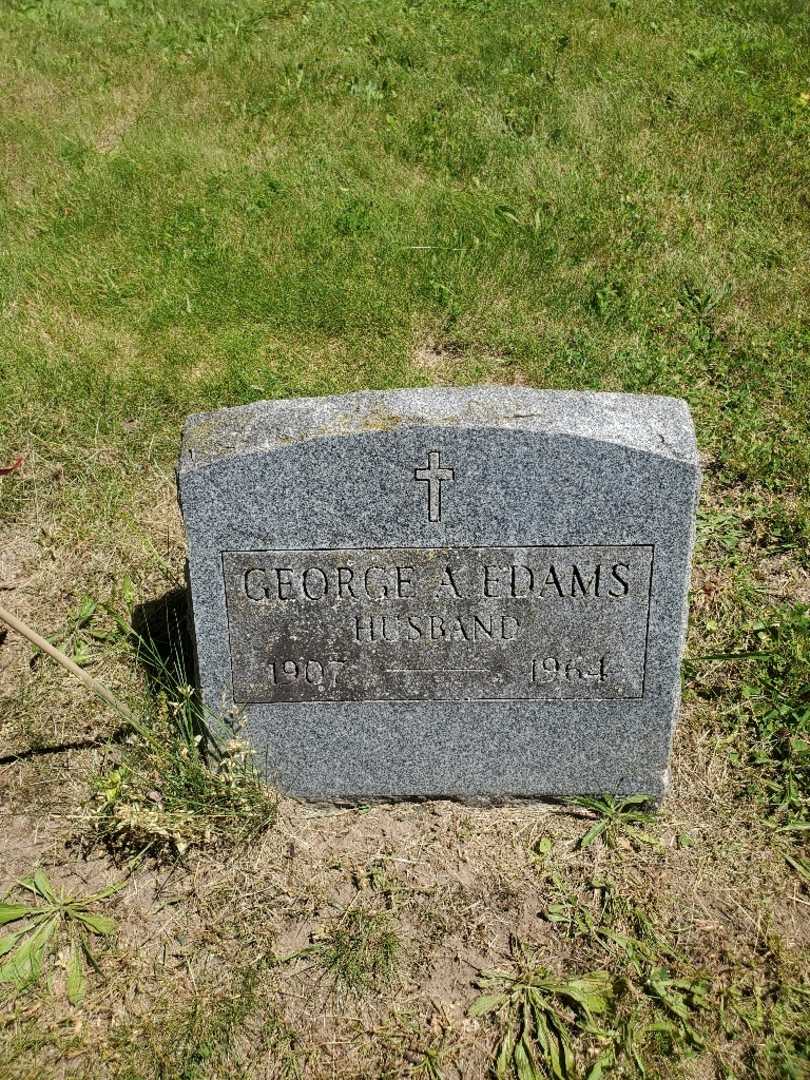 GEORGE A EDAMS
HUSBAND
1907 — 1964